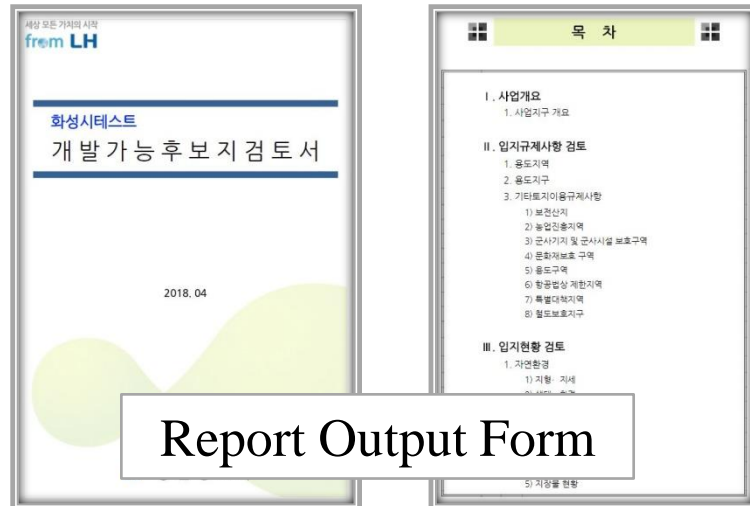 세상 모든 가치의 시작
from LH
화성시테스트
개발가능후보지검토서
2018. 04
목 차
Ⅰ. 사업개요
1. 사업지구 개요
Ⅱ. 입지규제사항 검토
1. 용도지역
2. 용도지구
3. 기타토지이용규제사항
1) 보전산지
2) 농업진흥지역
3) 군사기지 및 군사시설 보호구역
4) 문화재보호 구역
5) 용도구역
6) 항공법상 제한지역
7) 특별대책지역
8) 철도보호지구
Ⅲ. 입지현황 검토
1. 자연환경
1) 지형· 지세
5) 지장물 현황
Report Output Form